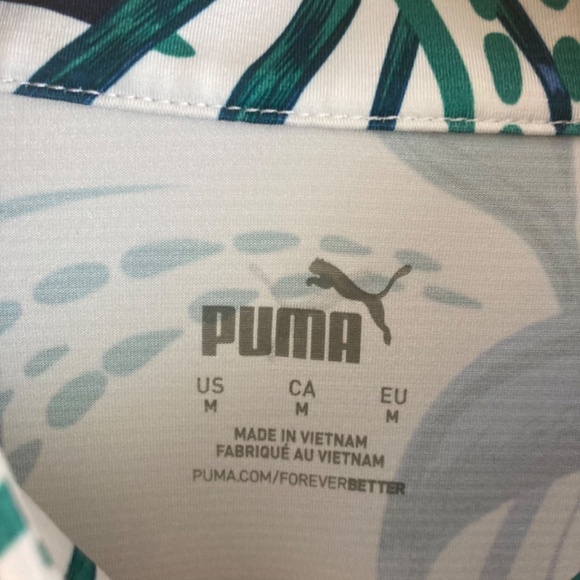 PUMA
US CA EU
M M M
MADE IN VIETNAM
FABRIQUÉ AU VIETNAM
PUMA.COM/FOREVERBETTER